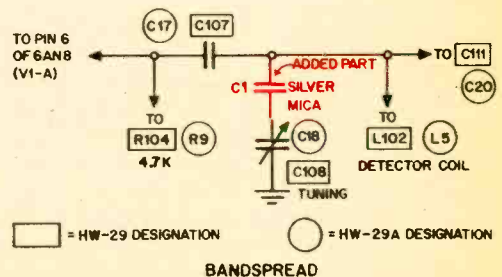 TO PIN 6
OF 6AN8
(V1-A)
C17
C107
ADDED PART
C1
SILVER
MICA
TO C111
C20
TO
R104 R9
4.7K
C18
C108
TUNING
TO
L102 L5
DETECTOR COIL
= HW-29 DESIGNATION
= HW-29A DESIGNATION
BANDSPREAD